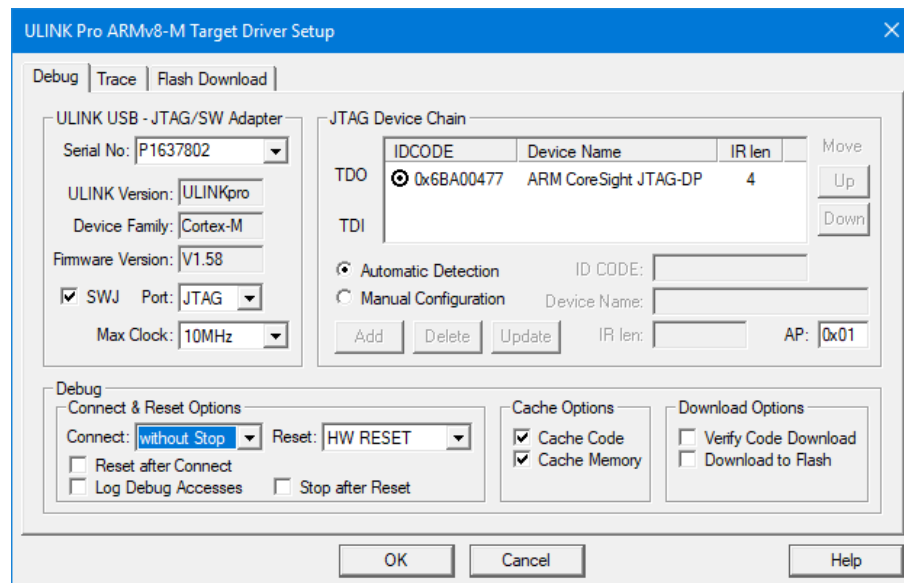 ULINK Pro ARMv8-M Target Driver Setup
Debug Trace Flash Download
ULINK USB - JTAG/SW Adapter
Serial No: P1637802
ULINK Version: ULINKpro
Device Family: Cortex-M
Firmware Version: V1.58
SWJ Port: JTAG
Max Clock: 10MHz
JTAG Device Chain
IDCODE Device Name IR len
TDO 0x6BA00477 ARM CoreSight JTAG-DP 4
TDI
Move
Up
Down
Automatic Detection ID CODE:
Manual Configuration Device Name:
Add Delete Update IR len: AP: 0x01
Debug
Connect & Reset Options
Connect: without Stop Reset: HW RESET
Reset after Connect
Log Debug Accesses Stop after Reset
Cache Options
Cache Code
Cache Memory
Download Options
Verify Code Download
Download to Flash
OK Cancel Help